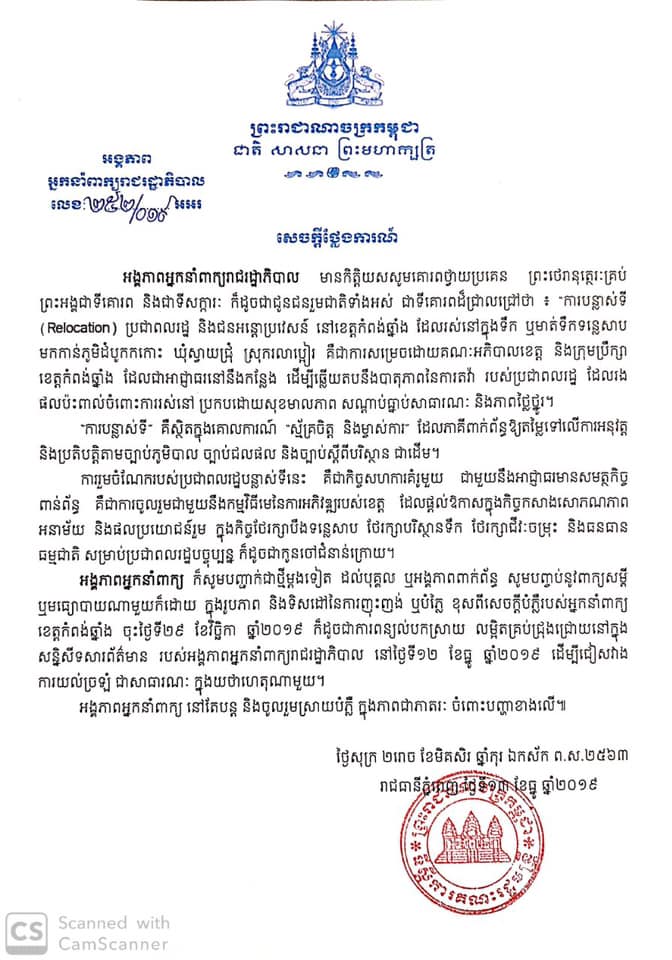 ព្រះរាជាណាចក្រកម្ពុជា
ជាតិ សាសនា ព្រះមហាក្សត្រ
អង្គភាព
អ្នកនាំពាក្យរាជរដ្ឋាភិបាល
លេខ:២៥២/០១៩ អអរ
សេចក្តីថ្លែងការណ៍
អង្គភាពអ្នកនាំពាក្យរាជរដ្ឋាភិបាល មានកិត្តិយសសូមគោរពថ្វាយប្រគេន ព្រះថេរានុត្ថេរៈគ្រប់
ព្រះអង្គជាទីគោរព និងជាទីសក្ការៈ ក៏ដូចជាជូនជនរួមជាតិទាំងអស់ ជាទីគោរពដ៏ជ្រាលជ្រៅថា ៖ “ការបន្លាស់ទី
(Relocation) ប្រជាពលរដ្ឋ និងជនអន្តោប្រវេសន៍ នៅខេត្តកំពង់ឆ្នាំង ដែលរស់នៅក្នុងទឹក ឬមាត់ទឹកទន្លេសាប
មកកាន់ភូមិដំបូកកកោះ ឃុំស្វាយជ្រុំ ស្រុករលាប្អៀរ គឺជាការសម្រេចដោយគណៈអភិបាលខេត្ត និងក្រុមប្រឹក្សា
ខេត្តកំពង់ឆ្នាំង ដែលជាអាជ្ញាធរនៅនឹងកន្លែង ដើម្បីឆ្លើយតបនឹងបាតុភាពនៃការតវ៉ា របស់ប្រជាពលរដ្ឋ ដែលរង
ផលប៉ះពាល់ចំពោះការរស់នៅ ប្រកបដោយសុខមាលភាព សណ្តាប់ធ្នាប់សាធារណៈ និងភាពថ្លៃថ្នូរ។
“ការបន្លាស់ទី” គឺស្ថិតក្នុងគោលការណ៍ “ស្ម័គ្រចិត្ត និងម្ចាស់ការ” ដែលភាគីពាក់ព័ន្ធឱ្យតម្លៃទៅលើការអនុវត្ត
និងប្រតិបត្តិតាមច្បាប់ភូមិបាល ច្បាប់ជលផល និងច្បាប់ស្តីពីបរិស្ថាន ជាដើម។
ការរួមចំណែករបស់ប្រជាពលរដ្ឋបន្លាស់ទីនេះ គឺជាកិច្ចសហការគំរូមួយ ជាមួយនឹងអាជ្ញាធរមានសមត្ថកិច្ច
ពាន់ព័ន្ធ គឺជាការចូលរួមជាមួយនឹងកម្មវិធីមេនៃការអភិវឌ្ឍរបស់ខេត្ត ដែលផ្តល់ឱកាសក្នុងកិច្ចកសាងសោភណភាព
អនាម័យ និងផលប្រយោជន៍រួម ក្នុងកិច្ចថែរក្សាបឹងទន្លេសាប ថែរក្សាបរិស្ថានទឹក ថែរក្សាជីវៈចម្រុះ និងធនធាន
ធម្មជាតិ សម្រាប់ប្រជាពលរដ្ឋបច្ចុប្បន្ន ក៏ដូចជាកូនចៅជំនាន់ក្រោយ។
អង្គភាពអ្នកនាំពាក្យ ក៏សូមបញ្ជាក់ជាថ្មីម្តងទៀត ដល់បុគ្គល ឬអង្គភាពពាក់ព័ន្ធ សូមបញ្ចប់នូវពាក្យសម្តី
ឬមធ្យោបាយណាមួយក៏ដោយ ក្នុងរូបភាព និងទិសដៅនៃការញុះញង់ ឬបំភ្លៃ ខុសពីសេចក្តីបំភ្លឺរបស់អ្នកនាំពាក្យ
ខេត្តកំពង់ឆ្នាំង ចុះថ្ងៃទី២៩ ខែវិច្ឆិកា ឆ្នាំ២០១៩ ក៏ដូចជាការពន្យល់បកស្រាយ លម្អិតគ្រប់ជ្រុងជ្រោយនៅក្នុង
សន្និសីទសារព័ត៌មាន របស់អង្គភាពអ្នកនាំពាក្យរាជរដ្ឋាភិបាល នៅថ្ងៃទី១២ ខែធ្នូ ឆ្នាំ២០១៩ ដើម្បីជៀសវាង
ការយល់ច្រឡំ ជាសាធារណៈ ក្នុងយថាហេតុណាមួយ។
អង្គភាពអ្នកនាំពាក្យ នៅតែបន្ត និងចូលរួមស្រាយបំភ្លឺ ក្នុងភាពជាភាតរៈ ចំពោះបញ្ហាខាងលើ៕
ថ្ងៃសុក្រ ២រោច ខែមិគសិរ ឆ្នាំកុរ ឯកស័ក ព.ស.២៥៦៣
រាជធានីភ្នំពេញ ថ្ងៃទី១៣ ខែធ្នូ ឆ្នាំ២០១៩
ព្រះរាជាណាចក្រកម្ពុជា
ទីស្តីការគណៈរដ្ឋមន្ត្រី
CS Scanned with
CamScanner